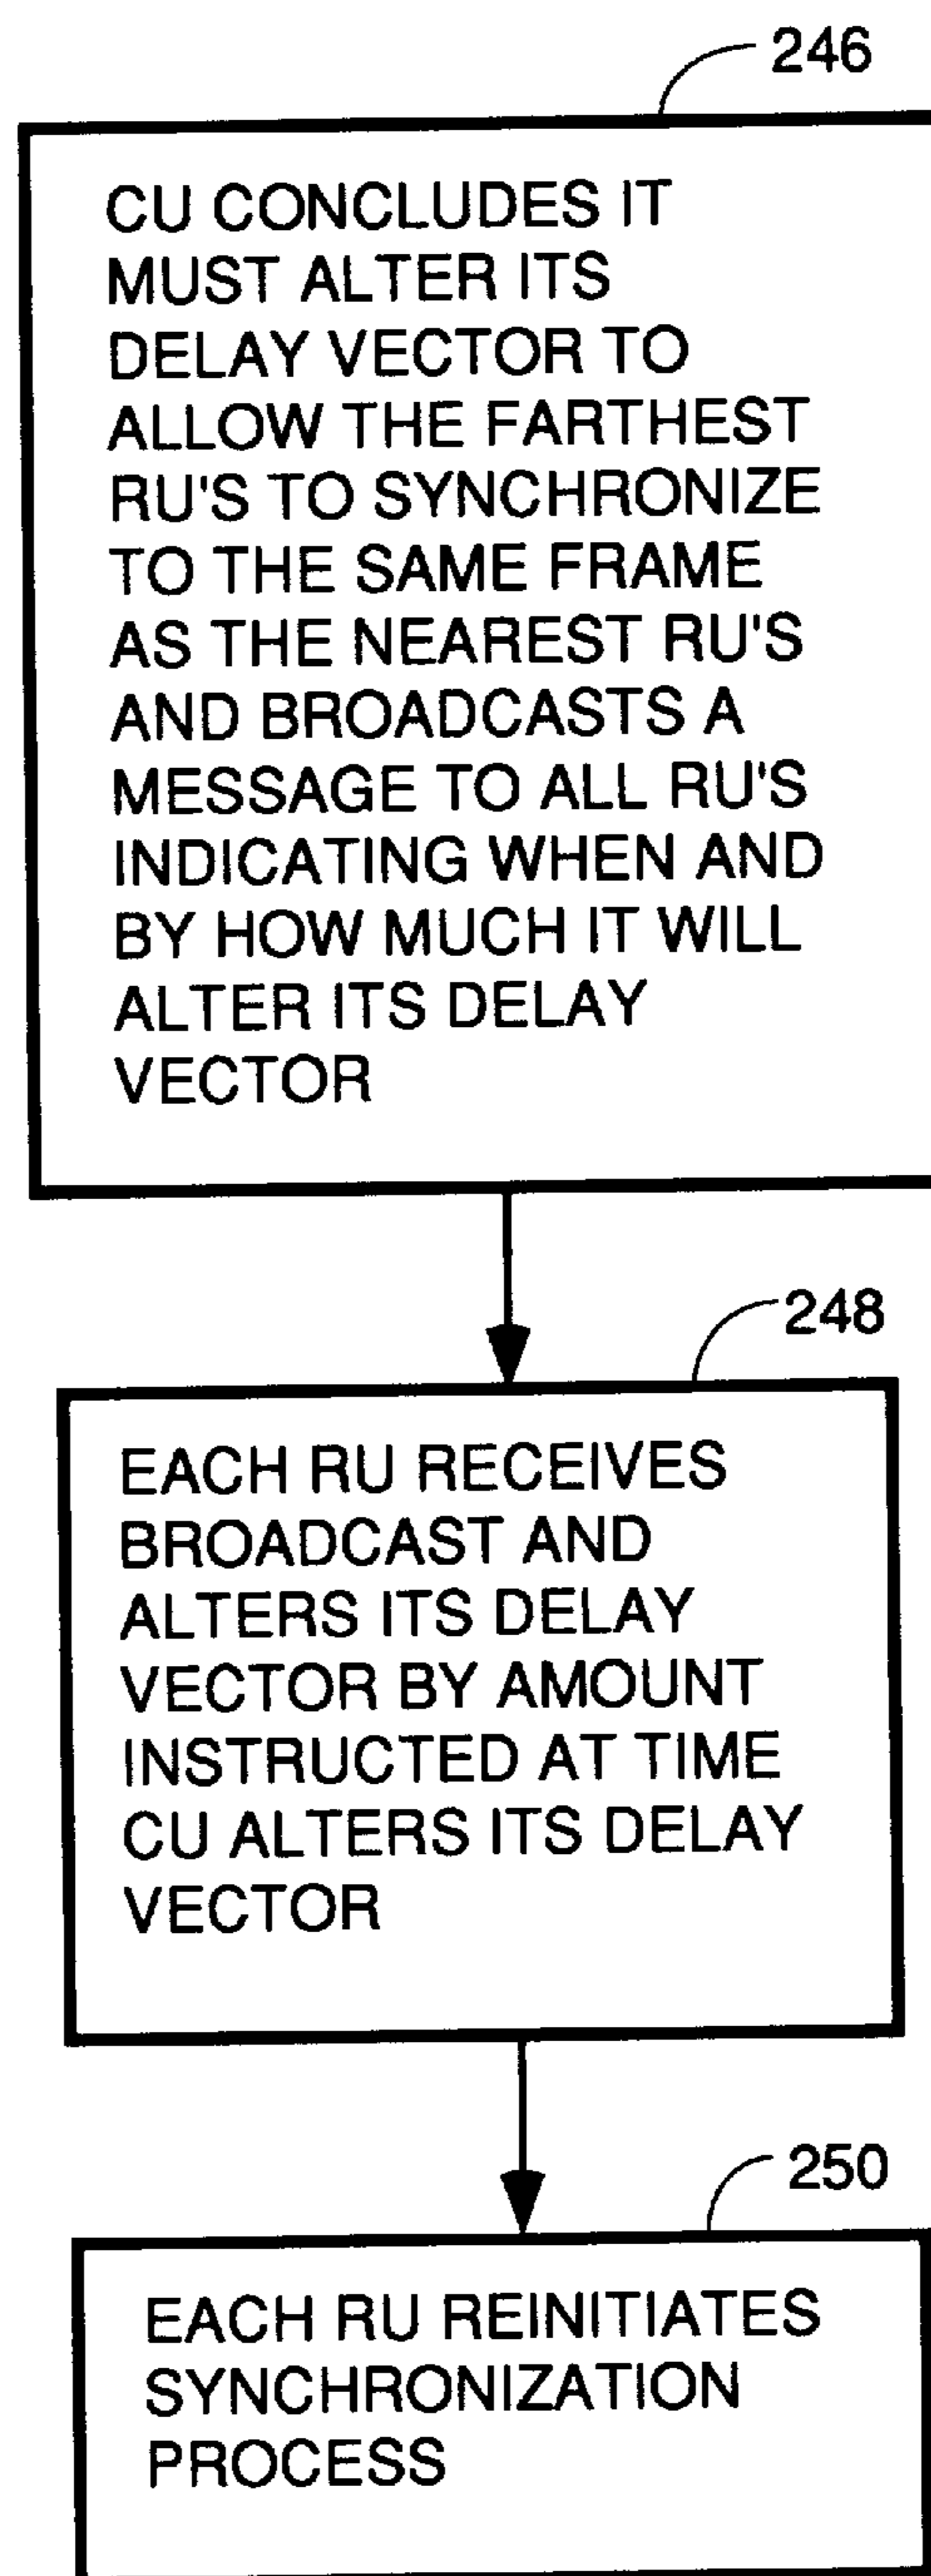 246
CU CONCLUDES IT
MUST ALTER ITS
DELAY VECTOR TO
ALLOW THE FARTHEST
RU'S TO SYNCHRONIZE
TO THE SAME FRAME
AS THE NEAREST RU'S
AND BROADCASTS A
MESSAGE TO ALL RU'S
INDICATING WHEN AND
BY HOW MUCH IT WILL
ALTER ITS DELAY
VECTOR
248
EACH RU RECEIVES
BROADCAST AND
ALTERS ITS DELAY
VECTOR BY AMOUNT
INSTRUCTED AT TIME
CU ALTERS ITS DELAY
VECTOR
250
EACH RU REINITIATES
SYNCHRONIZATION
PROCESS